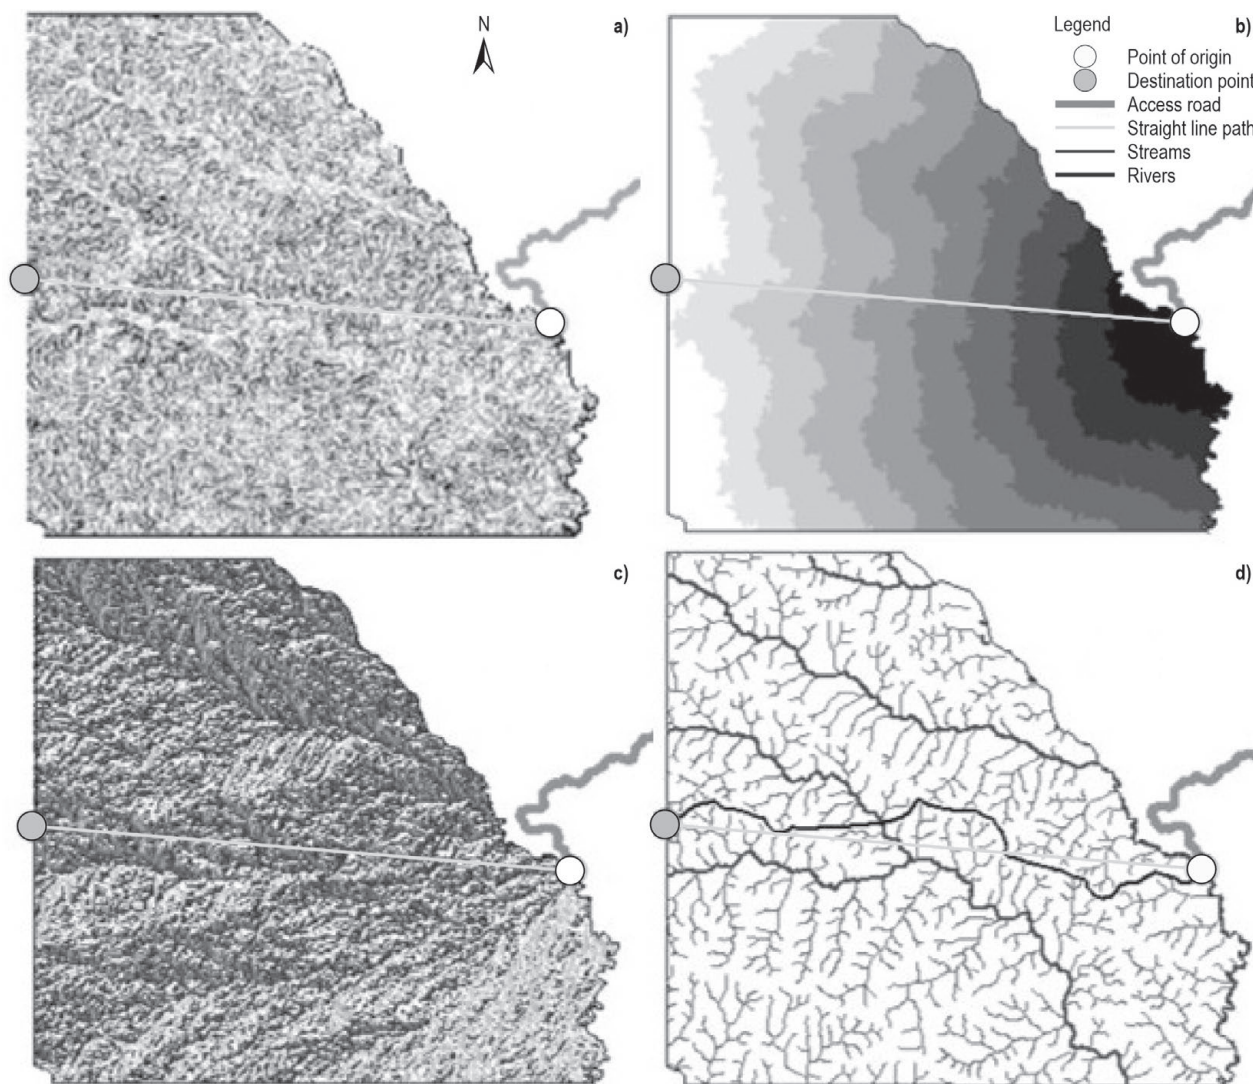 N
a)
b)
Legend
Point of origin
Destination point
Access road
Straight line path
Streams
Rivers
c)
d)